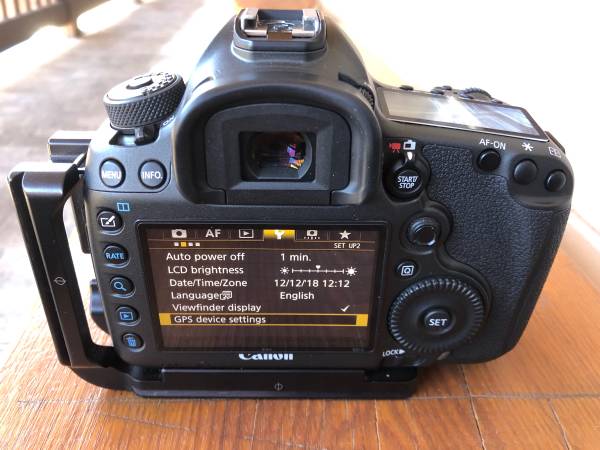 MENU
INFO.
AF-ON
START/
STOP
RATE
AF
SET UP2
Auto power off 1 min.
LCD brightness
Date/Time/Zone 12/12/'18 12:12
Language English
Viewfinder display
GPS device settings
Q
SET
LOCK
Canon